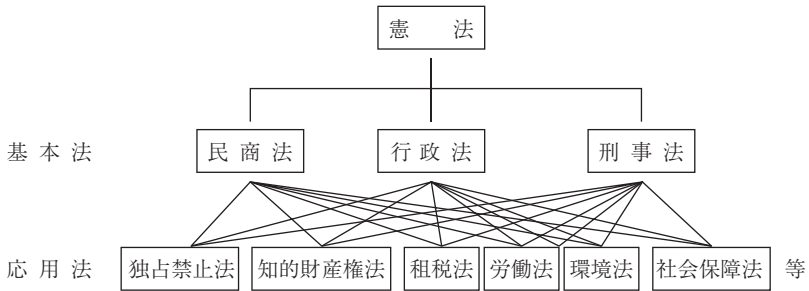 憲法
基本法 民商法 行政法 刑事法
応用法 独占禁止法 知的財産権法 租税法 労働法 環境法 社会保障法 等